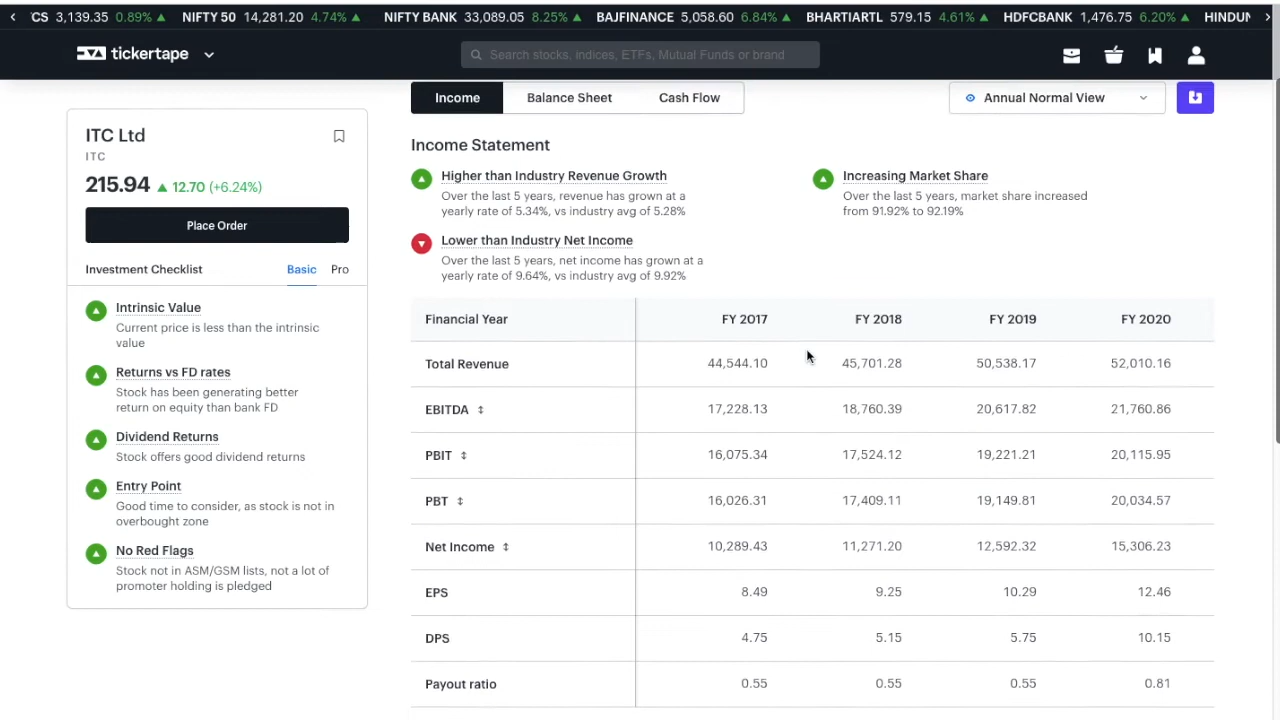 CS 3,139.35 0.89% NIFTY 50 14,281.20 4.74% NIFTY BANK 33,089.05 8.25% BAJFINANCE 5,058.60 6.84% BHARTIARTL 579.15 4.61% HDFCBANK 1,476.75 6.20% HINDUN
tickertape
Search stocks, indices, ETFs, Mutual Funds or brand
Income Balance Sheet Cash Flow Annual Normal View
ITC Ltd
ITC
215.94 12.70 (+6.24%)
Place Order
Investment Checklist Basic Pro
Intrinsic Value
Current price is less than the intrinsic
value
Returns vs FD rates
Stock has been generating better
return on equity than bank FD
Dividend Returns
Stock offers good dividend returns
Entry Point
Good time to consider, as stock is not in
overbought zone
No Red Flags
Stock not in ASM/GSM lists, not a lot of
promoter holding is pledged
Income Statement
Higher than Industry Revenue Growth
Over the last 5 years, revenue has grown at a
yearly rate of 5.34%, vs industry avg of 5.28%
Increasing Market Share
Over the last 5 years, market share increased
from 91.92% to 92.19%
Lower than Industry Net Income
Over the last 5 years, net income has grown at a
yearly rate of 9.64%, vs industry avg of 9.92%
Financial Year FY 2017 FY 2018 FY 2019 FY 2020
Total Revenue 44,544.10 45,701.28 50,538.17 52,010.16
EBITDA 17,228.13 18,760.39 20,617.82 21,760.86
PBIT 16,075.34 17,524.12 19,221.21 20,115.95
PBT 16,026.31 17,409.11 19,149.81 20,034.57
Net Income 10,289.43 11,271.20 12,592.32 15,306.23
EPS 8.49 9.25 10.29 12.46
DPS 4.75 5.15 5.75 10.15
Payout ratio 0.55 0.55 0.55 0.81